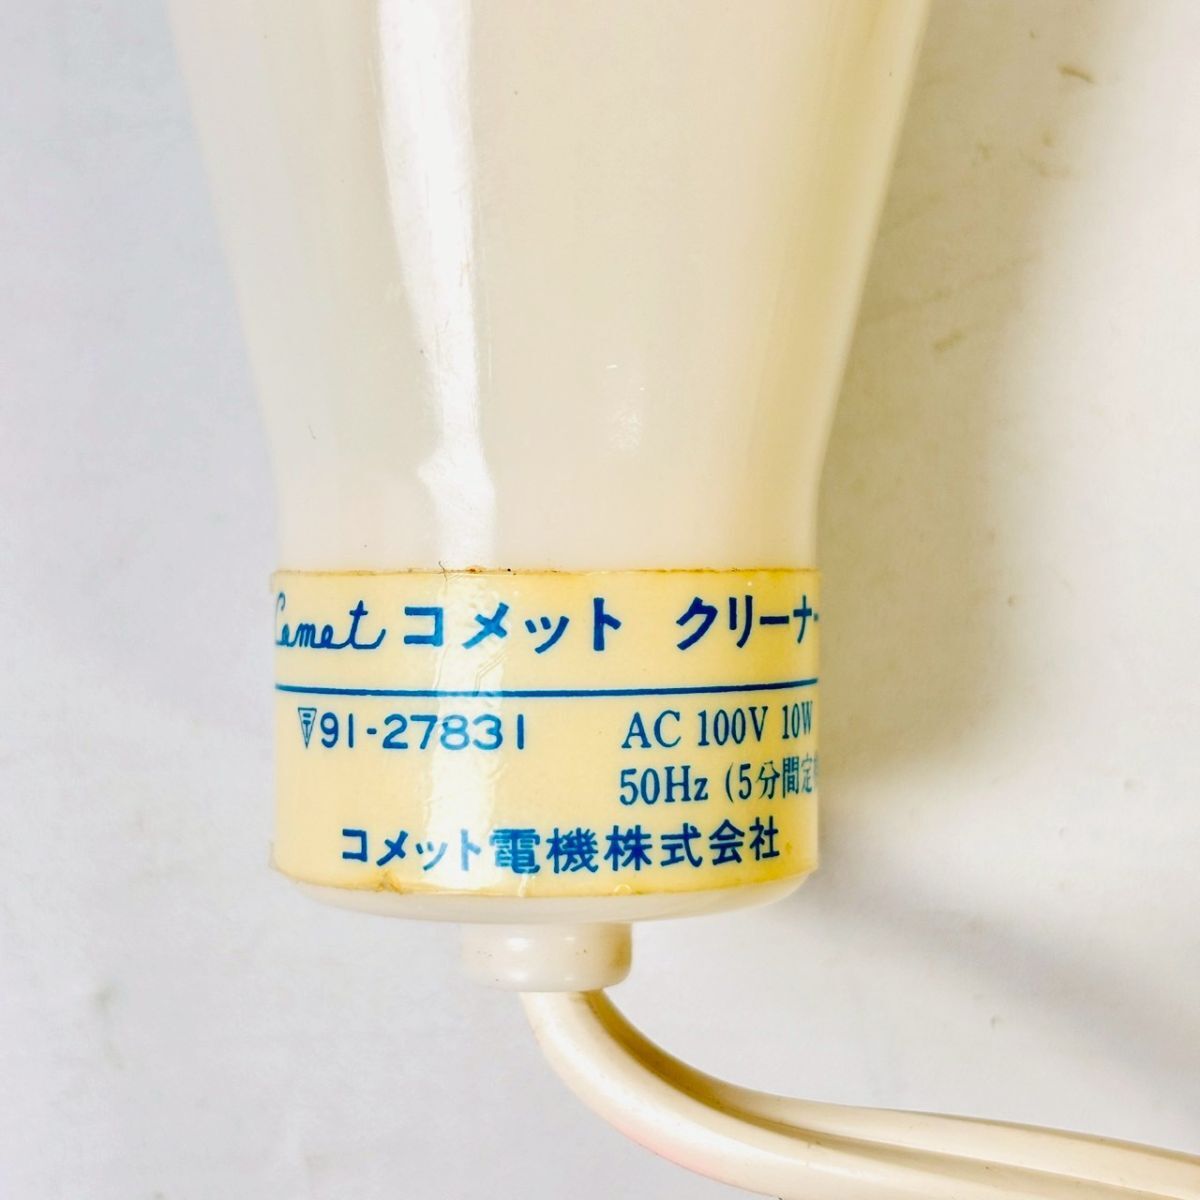 Comet コメット クリーナー
〒91-27831 AC 100V 10W
50Hz (5分間定
コメット電機株式会社